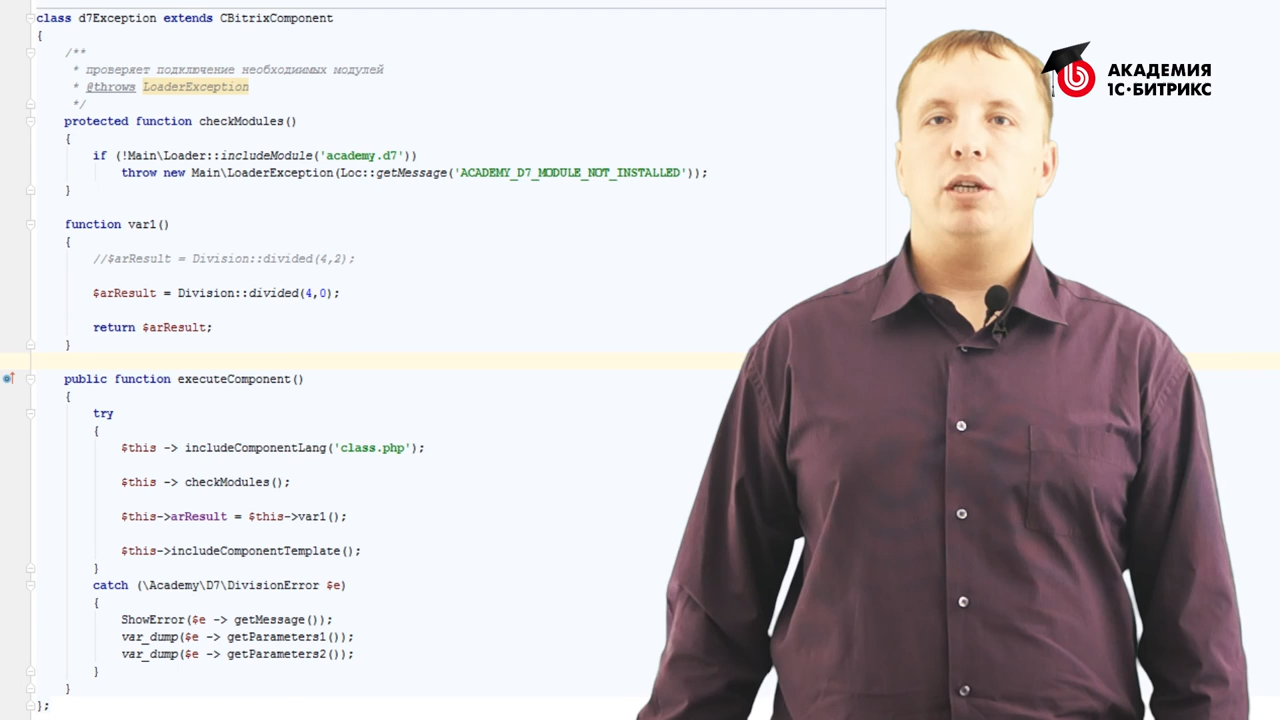 class d7Exception extends CBitrixComponent
{
/**
* проверяет подключение необходиимых модулей
* @throws LoaderException
*/
protected function checkModules()
{
if (!Main\Loader::includeModule('academy.d7'))
throw new Main\LoaderException(Loc::getMessage('ACADEMY_D7_MODULE_NOT_INSTALLED'));
}
function var1()
{
//$arResult = Division::divided(4,2);
$arResult = Division::divided(4,0);
return $arResult;
}
public function executeComponent()
{
try
{
$this -> includeComponentLang('class.php');
$this -> checkModules();
$this->arResult = $this->var1();
$this->includeComponentTemplate();
}
catch (\Academy\D7\DivisionError $e)
{
ShowError($e -> getMessage());
var_dump($e -> getParameters1());
var_dump($e -> getParameters2());
}
}
};
АКАДЕМИЯ
1С·БИТРИКС